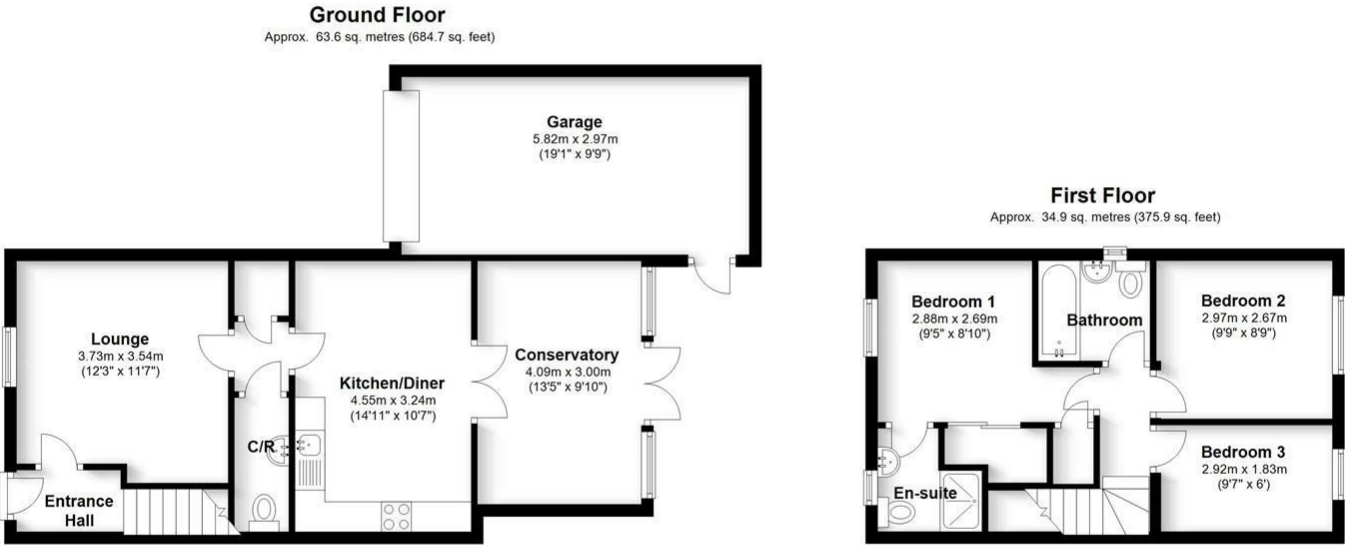 Ground Floor
Approx. 63.6 sq. metres (684.7 sq. feet)
Garage
5.82m x 2.97m
(19'1" x 9'9")
Lounge
3.73m x 3.54m
(12'3" x 11'7")
Kitchen/Diner
4.55m x 3.24m
(14'11" x 10'7")
Conservatory
4.09m x 3.00m
(13'5" x 9'10")
C/R
Entrance
Hall
First Floor
Approx. 34.9 sq. metres (375.9 sq. feet)
Bedroom 1
2.88m x 2.69m
(9'5" x 8'10")
Bathroom
Bedroom 2
2.97m x 2.67m
(9'9" x 8'9")
Bedroom 3
2.92m x 1.83m
(9'7" x 6')
En-suite